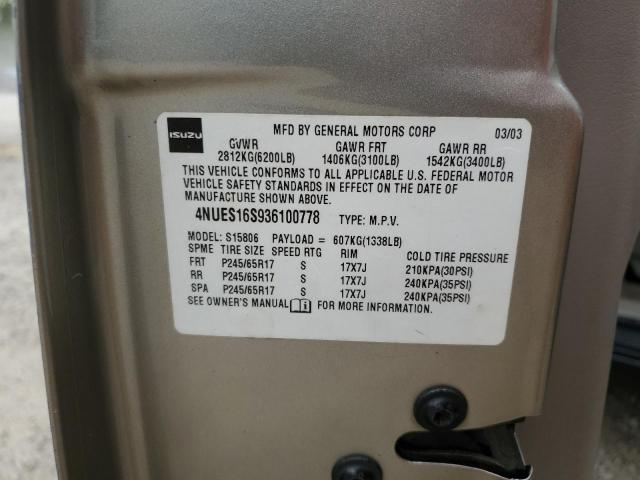 ISUZU MFD BY GENERAL MOTORS CORP 03/03
GVWR GAWR FRT GAWR RR
2812KG(6200LB) 1406KG(3100LB) 1542KG(3400LB)
THIS VEHICLE CONFORMS TO ALL APPLICABLE U.S. FEDERAL MOTOR
VEHICLE SAFETY STANDARDS IN EFFECT ON THE DATE OF
MANUFACTURE SHOWN ABOVE.
4NUES16S936100778 TYPE: M.P.V.
MODEL: S15806 PAYLOAD = 607KG(1338LB)
SPME TIRE SIZE SPEED RTG RIM COLD TIRE PRESSURE
FRT P245/65R17 S 17X7J 210KPA(30PSI)
RR P245/65R17 S 17X7J 240KPA(35PSI)
SPA P245/65R17 S 17X7J 240KPA(35PSI)
SEE OWNER'S MANUAL FOR MORE INFORMATION.